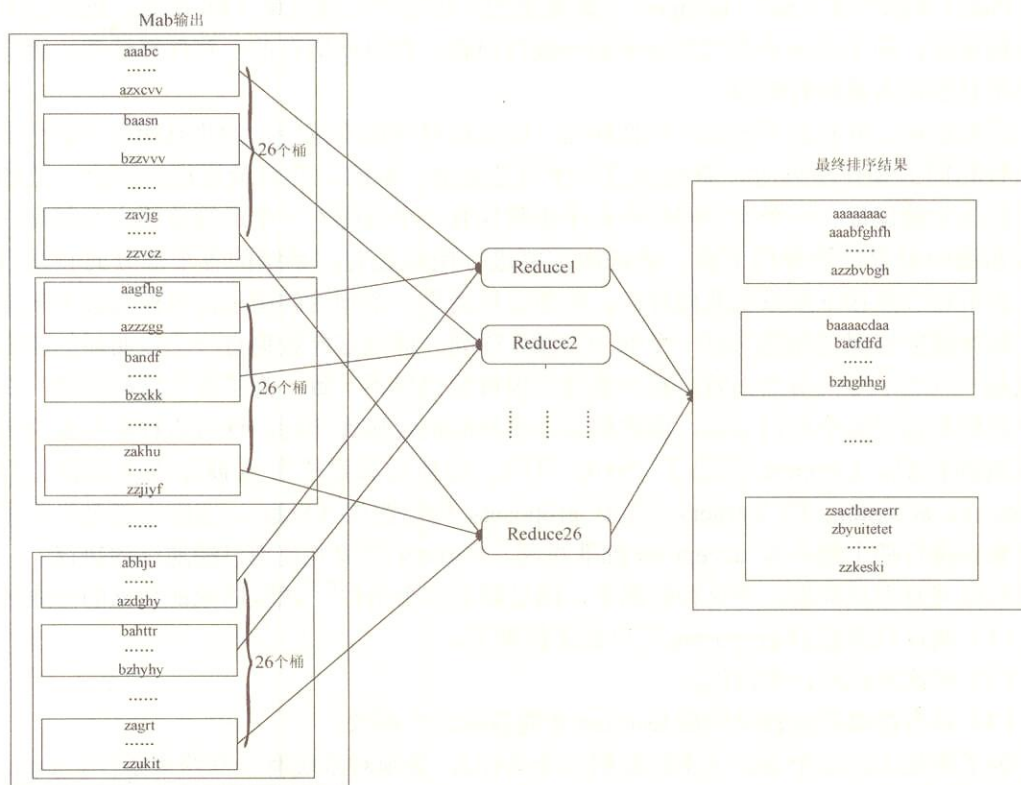 Mab输出
aaabc
……
azxcvv
baasn
……
bzzvvv
……
zavjg
……
zzvcz
26个桶
aagfhg
……
azzzgg
bandf
……
bzxkk
……
zakhu
……
zzjiyf
26个桶
……
abhju
……
azdghy
bahttr
……
bzhyhy
……
zagrt
……
zzukit
26个桶
Reduce1
Reduce2
Reduce26
最终排序结果
aaaaaaac
aaabfghfh
……
azzbvbgh
baaaacdaa
bacfdfd
……
bzhghhgj
……
zsactheererr
zbyuitetet
……
zzkeski